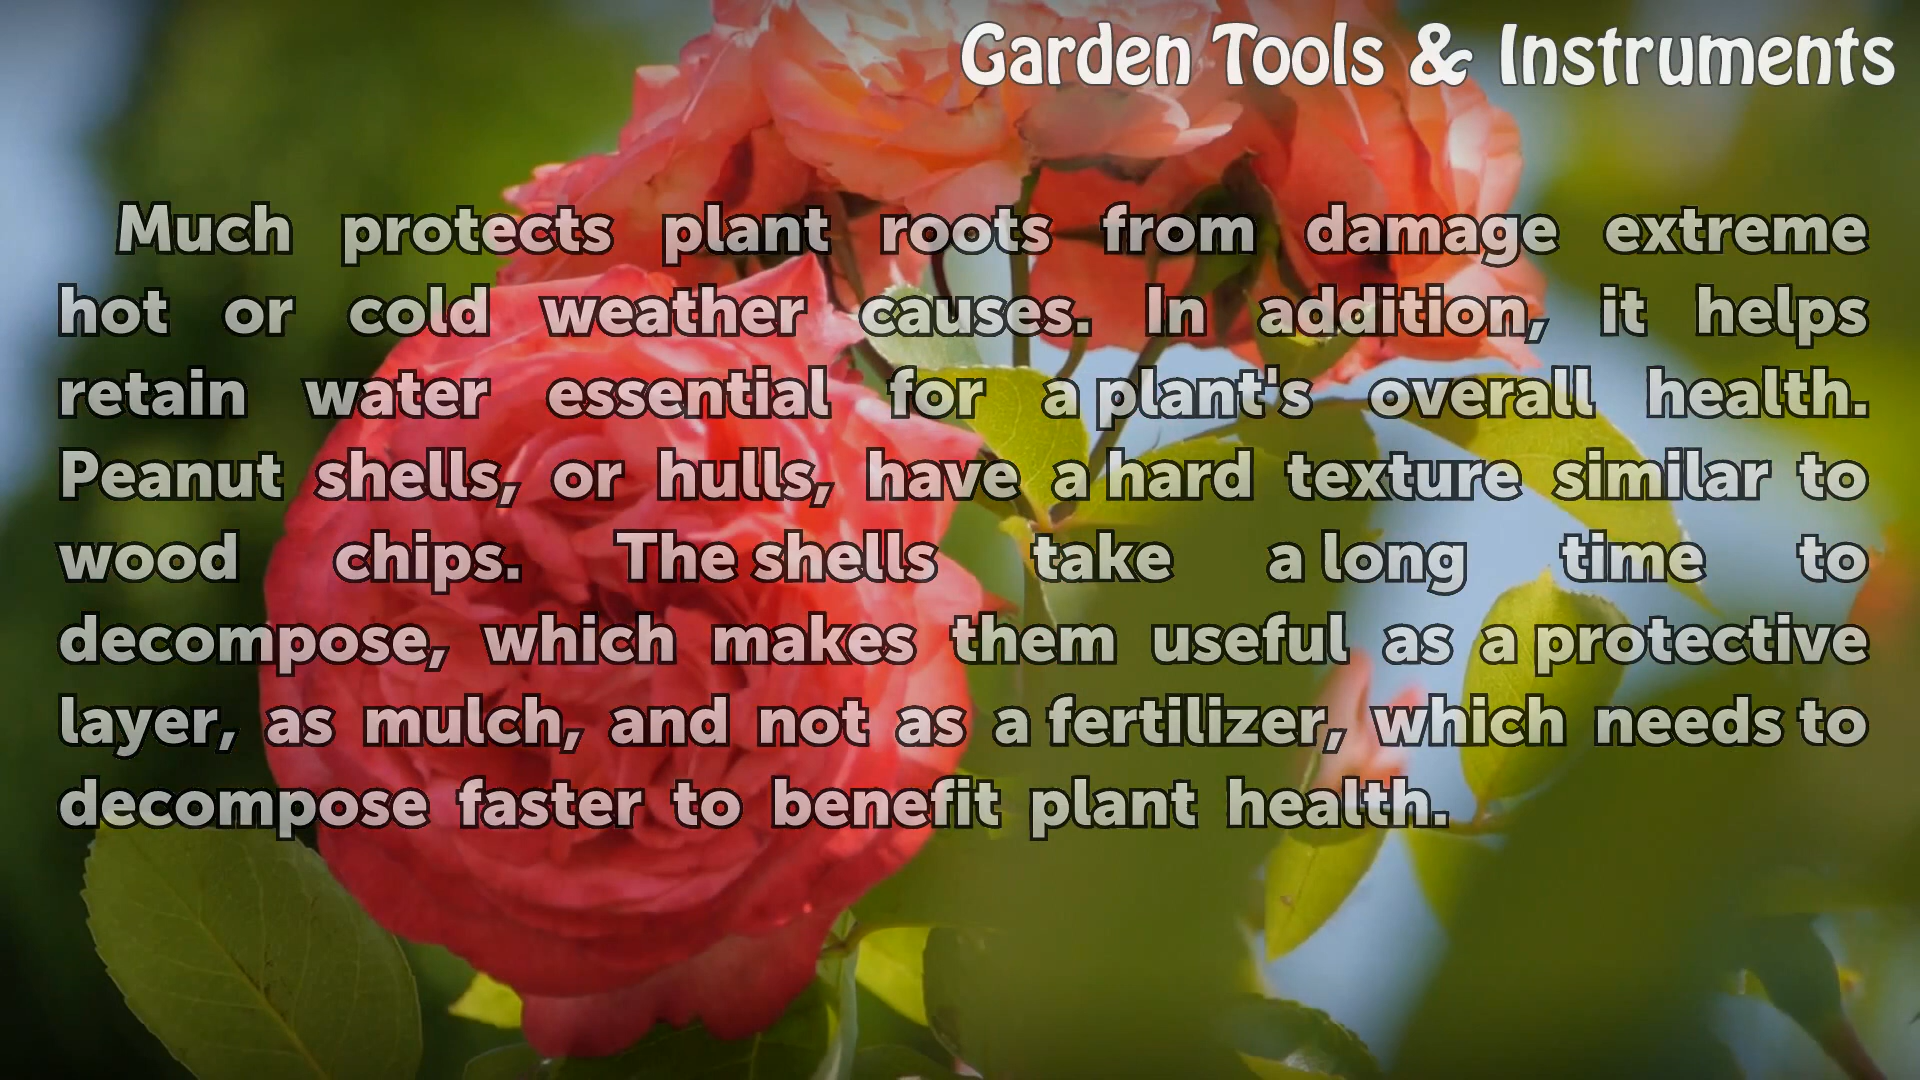 Garden Tools & Instruments
Much protects plant roots from damage extreme
hot or cold weather causes. In addition, it helps
retain water essential for a plant's overall health.
Peanut shells, or hulls, have a hard texture similar to
wood chips. The shells take a long time to
decompose, which makes them useful as a protective
layer, as mulch, and not as a fertilizer, which needs to
decompose faster to benefit plant health.